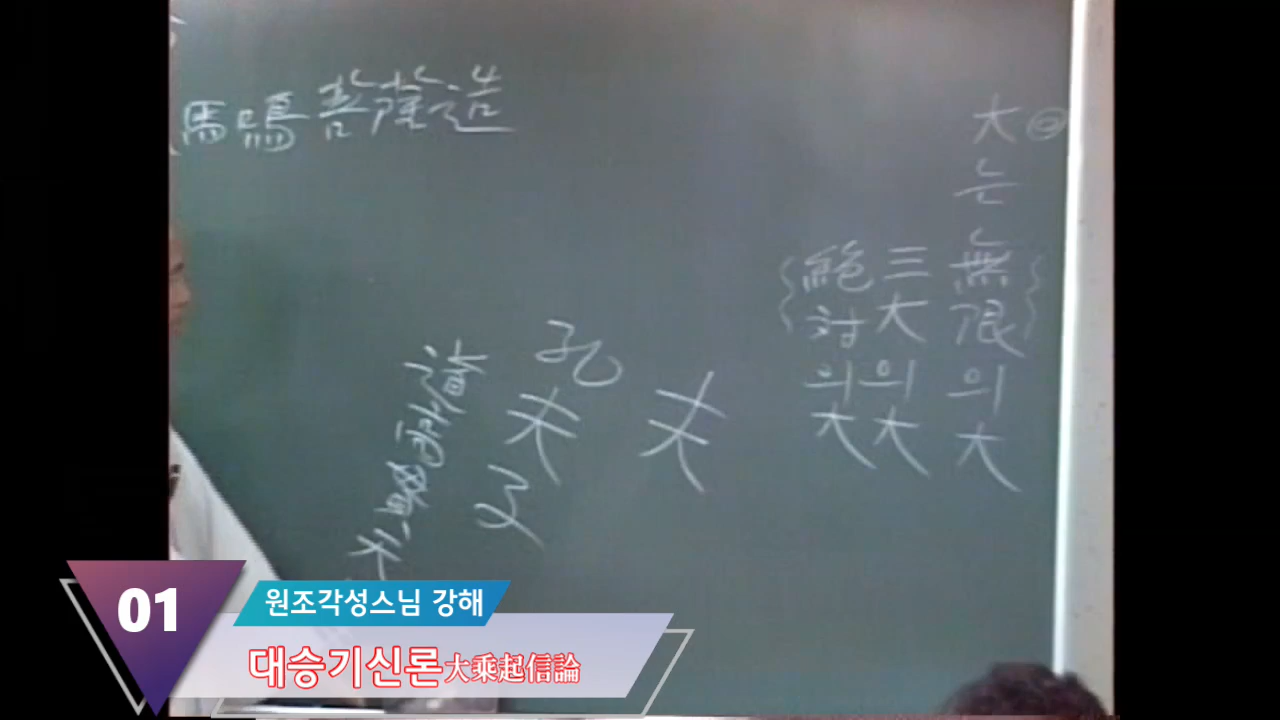 馬鳴菩薩造
大
는
無限의大
三大의大
絶対의大
夫
孔夫子
01
원조각성스님 강해
대승기신론大乘起信論